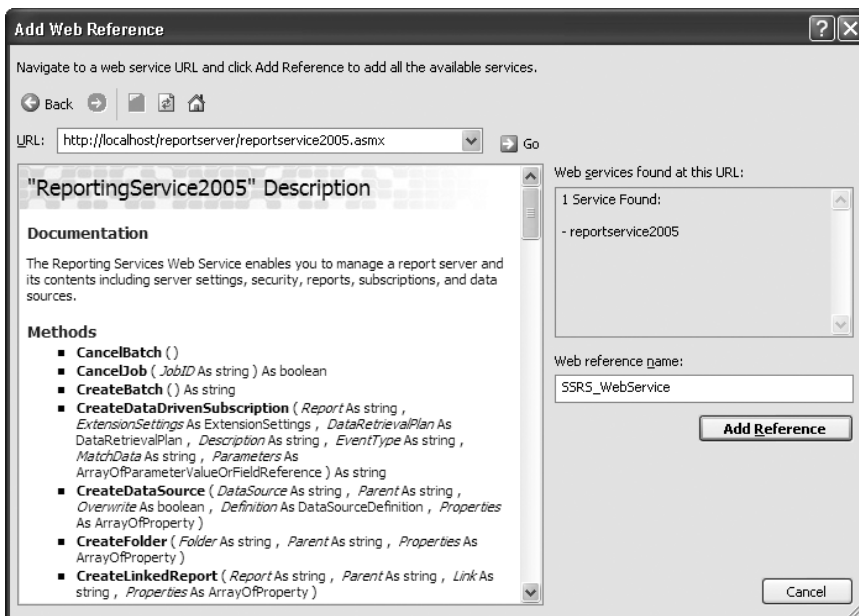 Add Web Reference
Navigate to a web service URL and click Add Reference to add all the available services.
Back
URL: http://localhost/reportserver/reportservice2005.asmx Go
"ReportingService2005" Description
Documentation
The Reporting Services Web Service enables you to manage a report server and
its contents including server settings, security, reports, subscriptions, and data
sources.
Methods
■ CancelBatch ( )
■ CancelJob ( JobID As string ) As boolean
■ CreateBatch ( ) As string
■ CreateDataDrivenSubscription ( Report As string ,
ExtensionSettings As ExtensionSettings , DataRetrievalPlan As
DataRetrievalPlan , Description As string , EventType As string ,
MatchData As string , Parameters As
ArrayOfParameterValueOrFieldReference ) As string
■ CreateDataSource ( DataSource As string , Parent As string ,
Overwrite As boolean , Definition As DataSourceDefinition , Properties
As ArrayOfProperty )
■ CreateFolder ( Folder As string , Parent As string , Properties As
ArrayOfProperty )
■ CreateLinkedReport ( Report As string , Parent As string , Link As
string , Properties As ArrayOfProperty )
Web services found at this URL:
1 Service Found:
- reportservice2005
Web reference name:
SSRS_WebService
Add Reference
Cancel